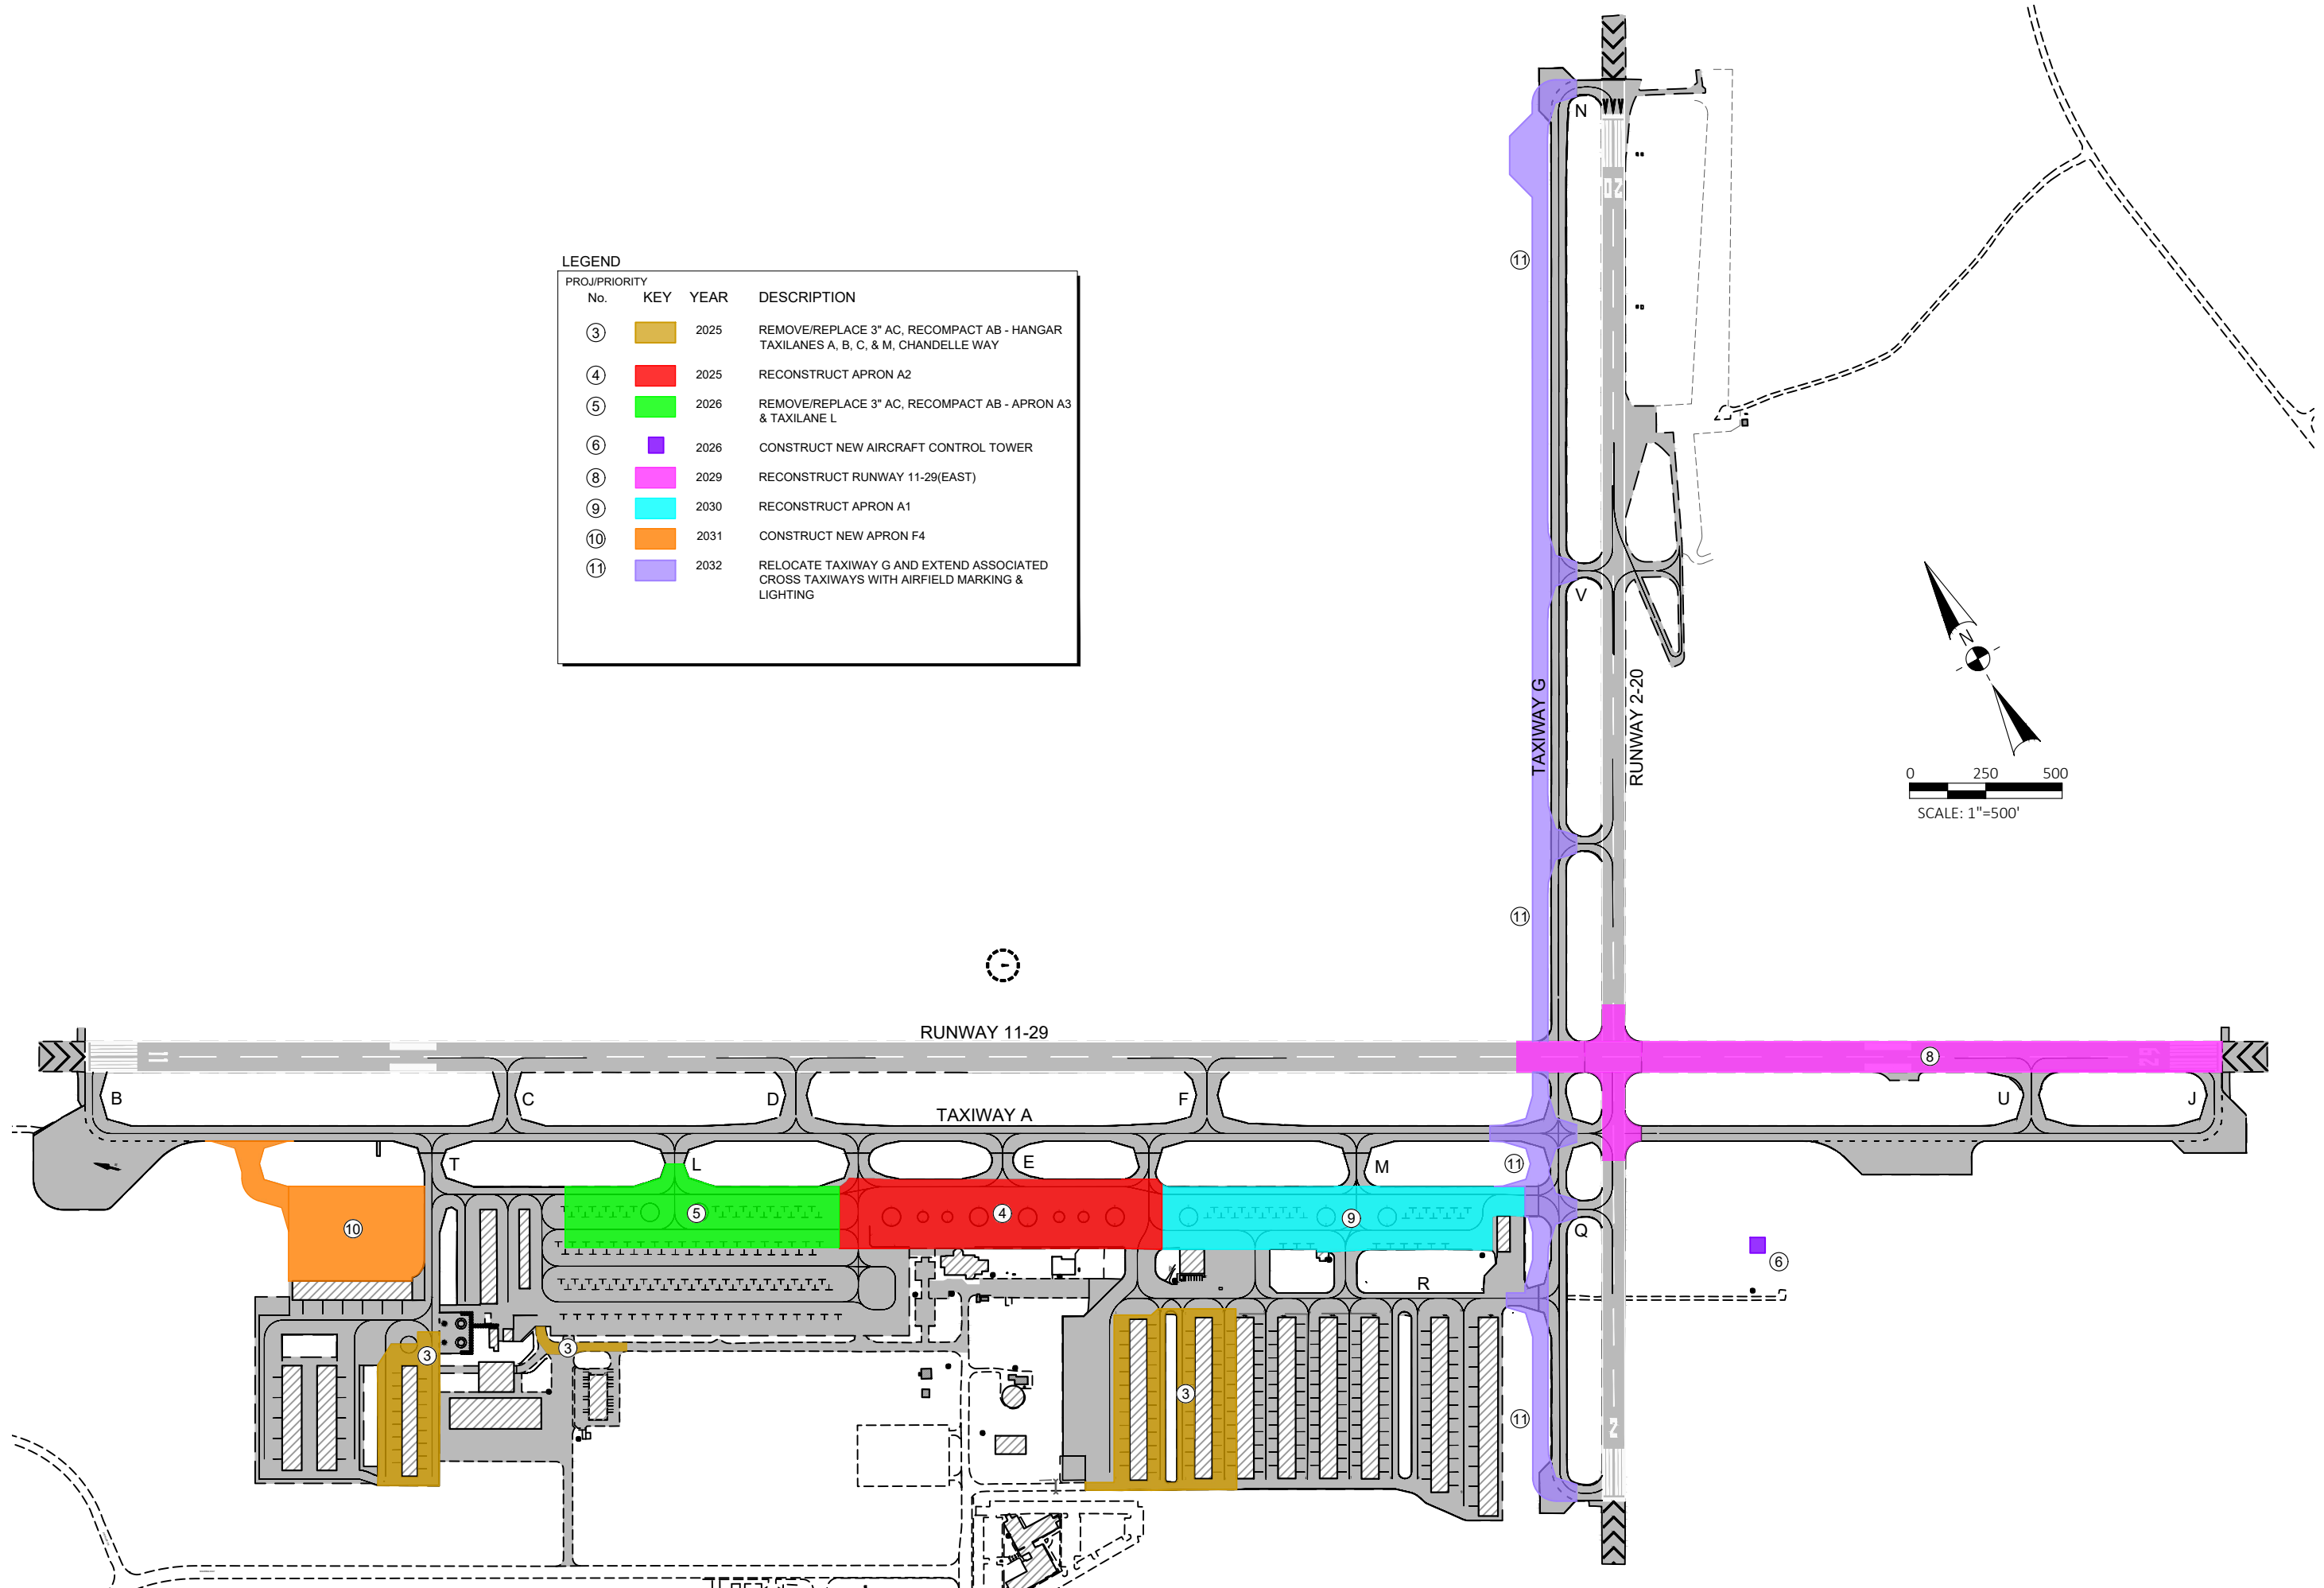 N
20
LEGEND
PROJ/PRIORITY
No. KEY YEAR DESCRIPTION
3 2025 REMOVE/REPLACE 3" AC, RECOMPACT AB - HANGAR
TAXILANES A, B, C, & M, CHANDELLE WAY
4 2025 RECONSTRUCT APRON A2
5 2026 REMOVE/REPLACE 3" AC, RECOMPACT AB - APRON A3
& TAXILANE L
6 2026 CONSTRUCT NEW AIRCRAFT CONTROL TOWER
8 2029 RECONSTRUCT RUNWAY 11-29(EAST)
9 2030 RECONSTRUCT APRON A1
10 2031 CONSTRUCT NEW APRON F4
11 2032 RELOCATE TAXIWAY G AND EXTEND ASSOCIATED
CROSS TAXIWAYS WITH AIRFIELD MARKING &
LIGHTING
11
V
N
TAXIWAY G
RUNWAY 2-20
0 250 500
SCALE: 1"=500'
11
RUNWAY 11-29
11
8
29
B
C
D
TAXIWAY A
F
U
J
T
L
E
M
11
10
5
4
9
Q
6
R
3
3
3
11
2